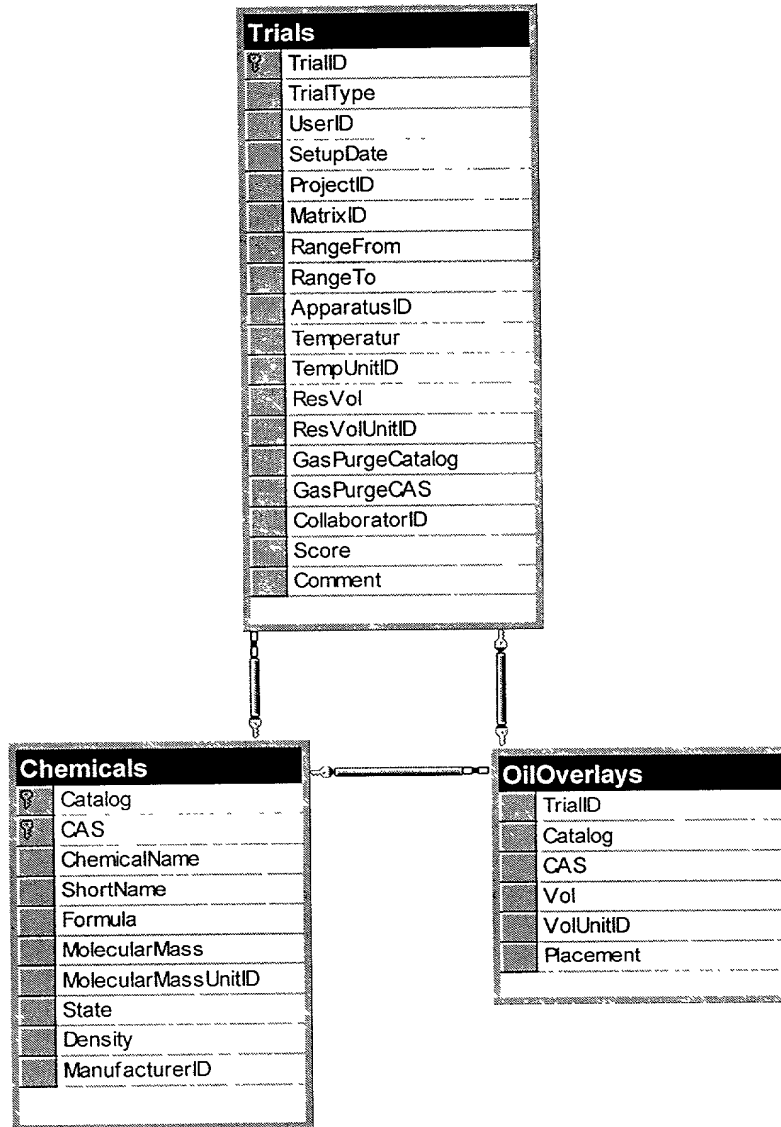 Trials
TrialID
TrialType
UserID
SetupDate
ProjectID
MatrixID
RangeFrom
RangeTo
ApparatusID
Temperatur
TempUnitID
ResVol
ResVolUnitID
GasPurgeCatalog
GasPurgeCAS
CollaboratorID
Score
Comment
Chemicals
Catalog
CAS
ChemicalName
ShortName
Formula
MolecularMass
MolecularMassUnitID
State
Density
ManufacturerID
OilOverlays
TrialID
Catalog
CAS
Vol
VolUnitID
Placement